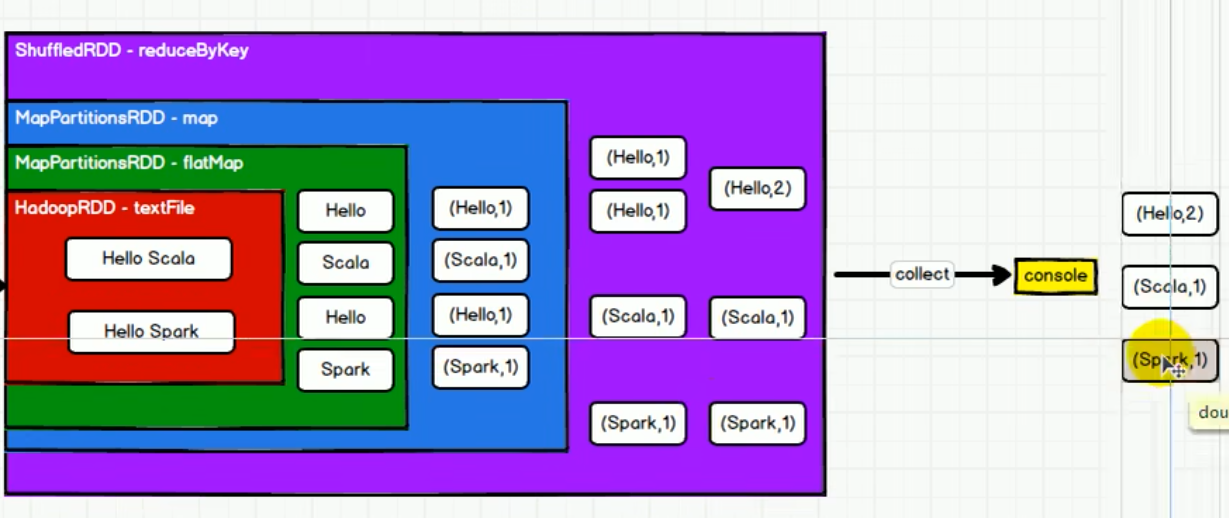 ShuffledRDD - reduceByKey
MapPartitionsRDD - map
MapPartitionsRDD - flatMap
HadoopRDD - textFile
Hello Scala
Hello Spark
Hello
Scala
Hello
Spark
(Hello,1)
(Scala,1)
(Hello,1)
(Spark,1)
(Hello,1)
(Hello,1)
(Hello,2)
(Scala,1)
(Scala,1)
(Spark,1)
(Spark,1)
collect
console
(Hello,2)
(Scala,1)
(Spark,1)
dou